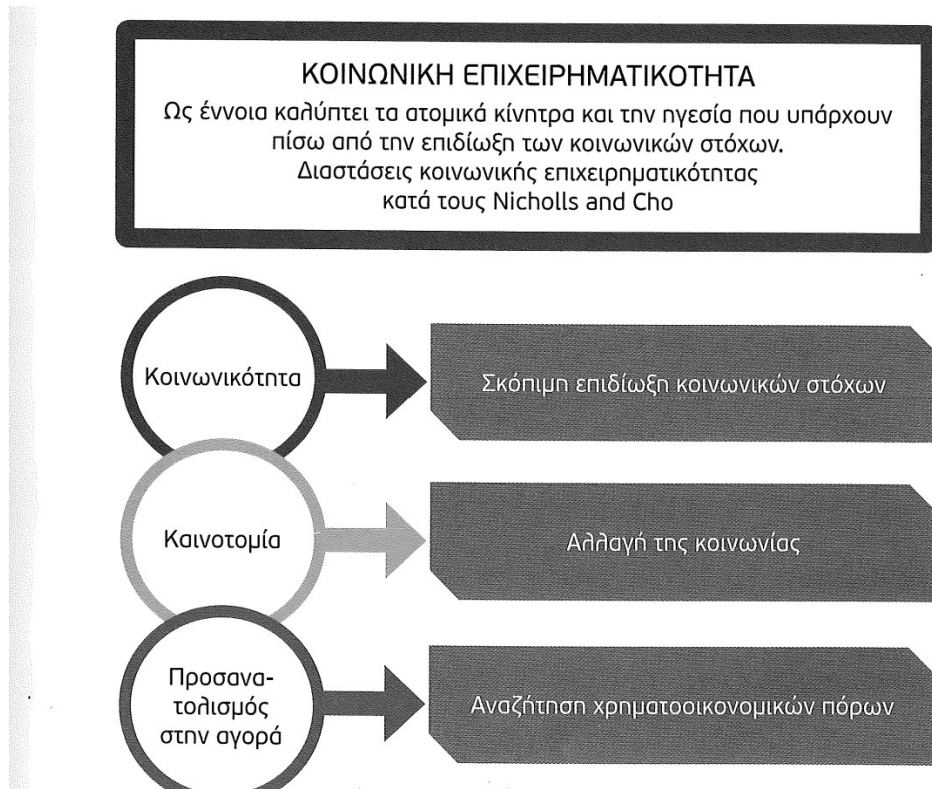 ΚΟΙΝΩΝΙΚΗ ΕΠΙΧΕΙΡΗΜΑΤΙΚΟΤΗΤΑ
Ως έννοια καλύπτει τα ατομικά κίνητρα και την ηγεσία που υπάρχουν
πίσω από την επιδίωξη των κοινωνικών στόχων.
Διαστάσεις κοινωνικής επιχειρηματικότητας
κατά τους Nicholls and Cho
Κοινωνικότητα
Σκόπιμη επιδίωξη κοινωνικών στόχων
Καινοτομία
Αλλαγή της κοινωνίας
Προσανα-
τολισμός
στην αγορά
Αναζήτηση χρηματοοικονομικών πόρων